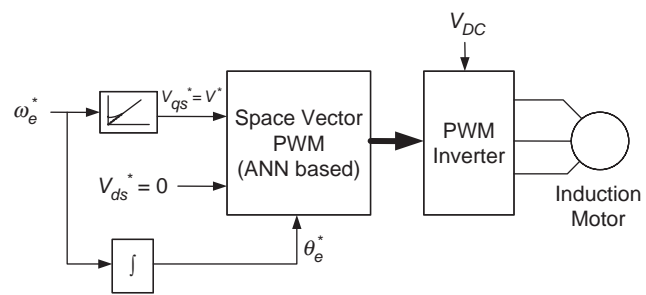 V_DC
ω_e^*
V_qs^* = V^*
Space Vector
PWM
(ANN based)
PWM
Inverter
V_ds^* = 0
Induction
Motor
θ_e^*
∫